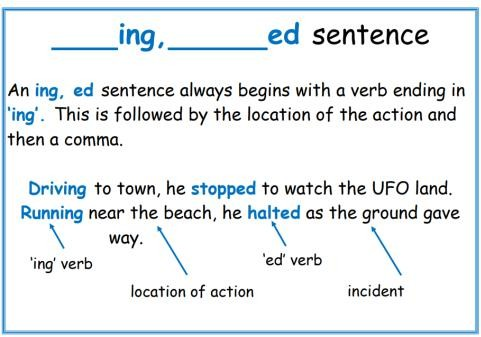 ____ing,______ed sentence
An ing, ed sentence always begins with a verb ending in
‘ing’. This is followed by the location of the action and
then a comma.
Driving to town, he stopped to watch the UFO land.
Running near the beach, he halted as the ground gave
way.
‘ing’ verb
‘ed’ verb
location of action
incident